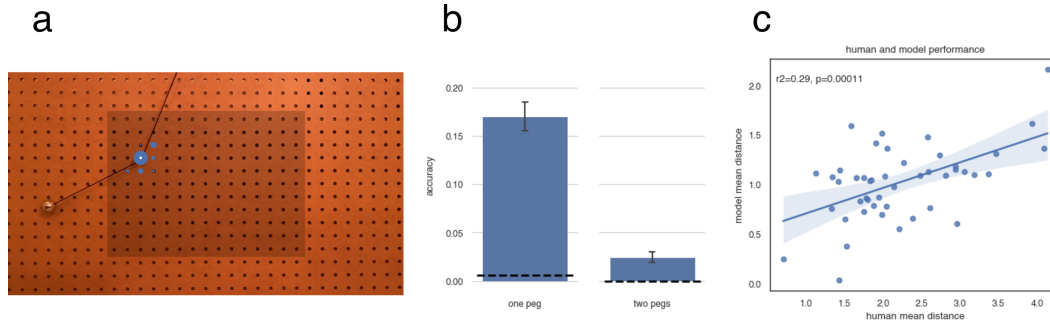 a
b
c
0.20
0.15
0.10
0.05
0.00
accuracy
one peg
two pegs
human and model performance
r2=0.29, p=0.00011
2.0
1.5
1.0
0.5
0.0
model mean distance
1.0 1.5 2.0 2.5 3.0 3.5 4.0
human mean distance